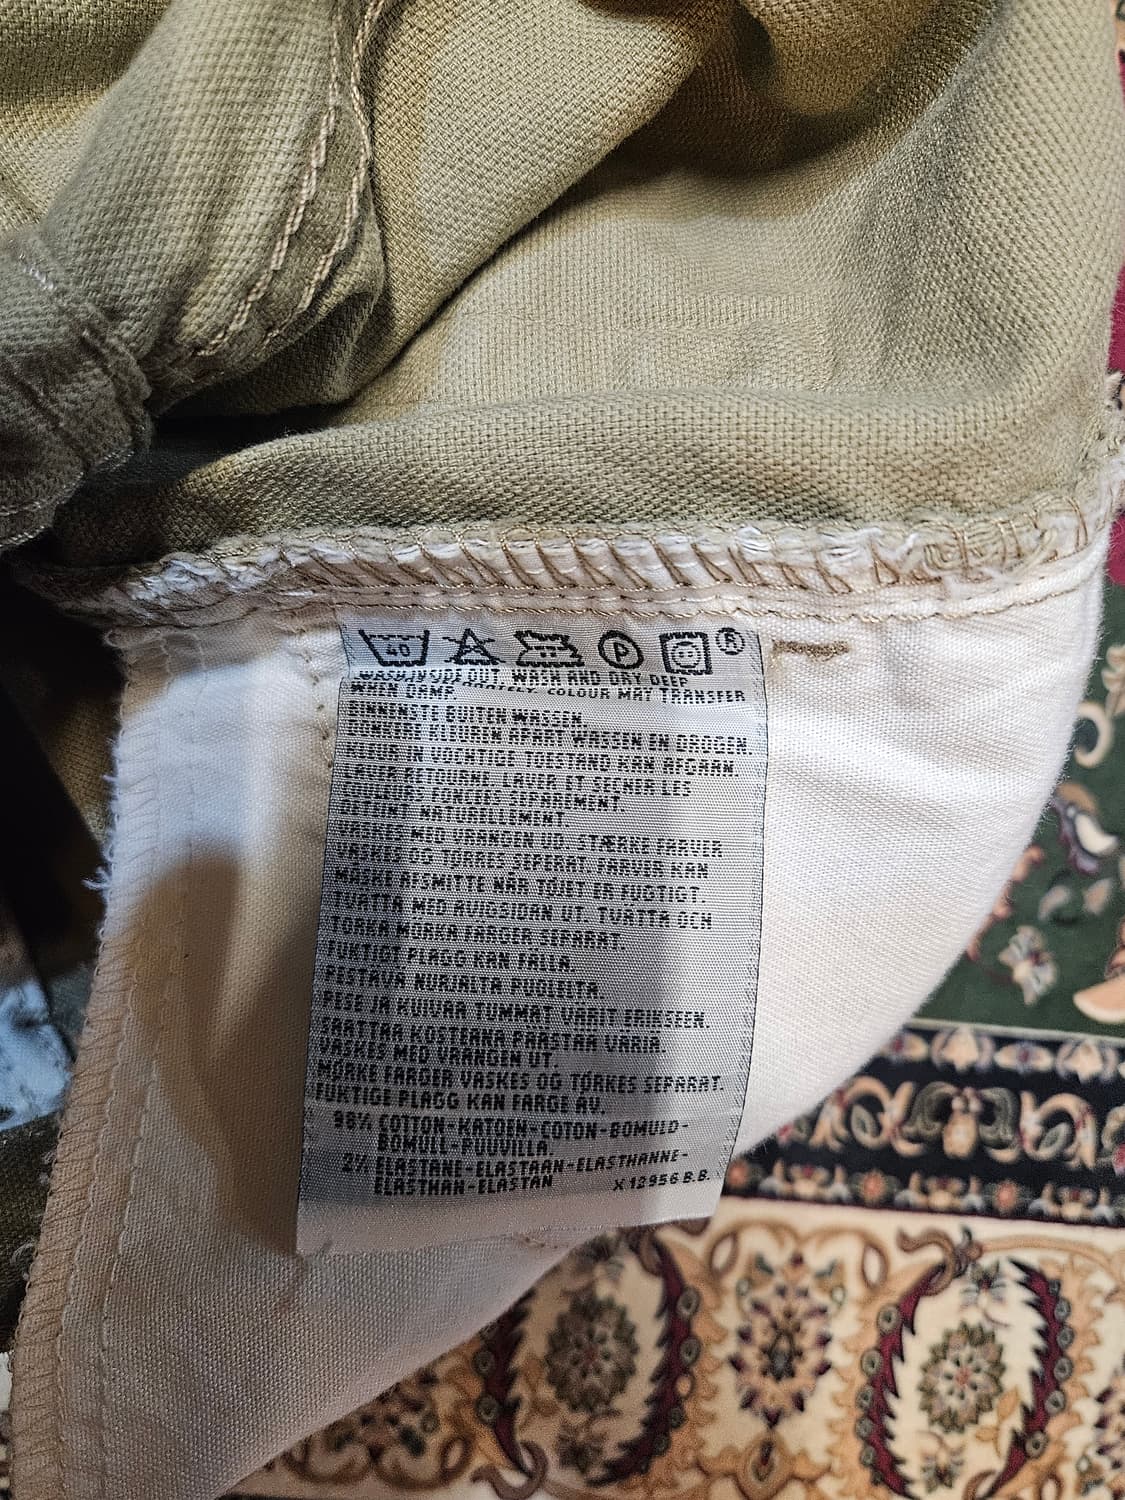 40 P ®
WASH INSIDE OUT. WASH AND DRY DEEP
SEPARATELY. COLOUR MAY TRANSFER
WHEN DAMP.
BINNENSTE BUITEN WASSEN.
DONKERE KLEUREN APART WASSEN EN DROGEN.
KLEUR IN VOCHTIGE TOESTAND KAN AFGAAN.
LAVER RETOURNE. LAVER ET SECHER LES
COULEURS FONCEES SEPAREMENT.
DETEINT NATURELLEMENT.
VASKES MED VRANGEN UD. STÆRKE FARVER
VASKES OG TØRRES SEPERAT. FARVER KAN
MÅSKE AFSMITTE NÅR TØJET ER FUGTIGT.
TVÄTTA MED AVIGSIDAN UT. TVÄTTA OCH
TORKA MÖRKA FÄRGER SEPARAT.
FUKTIGT PLAGG KAN FÄLLA.
PESTÄVÄ NURJALTA PUOLELTA.
PESE JA KUIVAA TUMMAT VÄRIT ERIKSEEN.
SAATTAA KOSTEANA PÄÄSTÄÄ VÄRIÄ.
VASKES MED VRANGEN UT.
MØRKE FARGER VASKES OG TØRKES SEPARAT.
FUKTIGE PLAGG KAN FARGE AV.
98% COTTON-KATOEN-COTON-BOMULD-
BOMULL-PUUVILLA.
2% ELASTANE-ELASTAAN-ELASTHANNE-
ELASTHAN-ELASTAN X 12956 B.B.